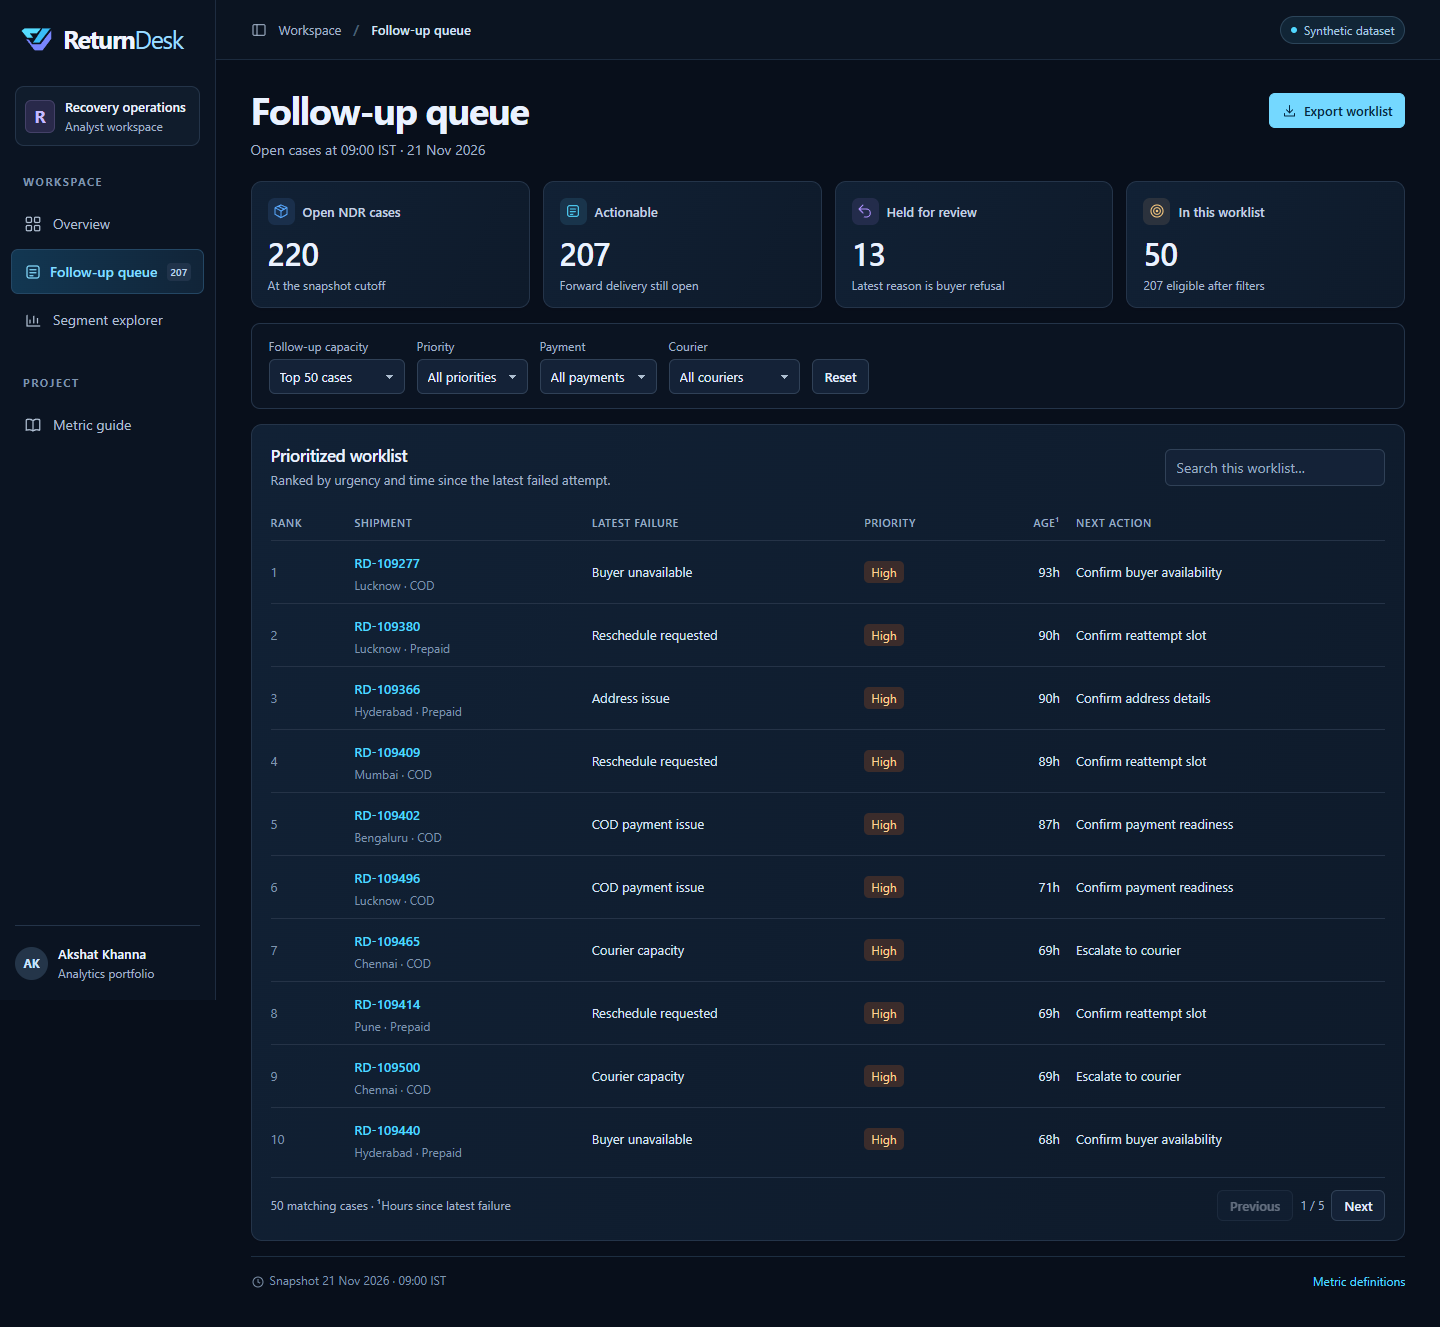 ReturnDesk
R
Recovery operations
Analyst workspace
WORKSPACE
Overview
Follow-up queue 207
Segment explorer
PROJECT
Metric guide
AK
Akshat Khanna
Analytics portfolio
Workspace / Follow-up queue
Synthetic dataset
Follow-up queue
Export worklist
Open cases at 09:00 IST · 21 Nov 2026
Open NDR cases
220
At the snapshot cutoff
Actionable
207
Forward delivery still open
Held for review
13
Latest reason is buyer refusal
In this worklist
50
207 eligible after filters
Follow-up capacity
Top 50 cases
Priority
All priorities
Payment
All payments
Courier
All couriers
Reset
Prioritized worklist
Ranked by urgency and time since the latest failed attempt.
Search this worklist...
RANK SHIPMENT LATEST FAILURE PRIORITY AGE¹ NEXT ACTION
1 RD-109277 Buyer unavailable High 93h Confirm buyer availability
Lucknow · COD
2 RD-109380 Reschedule requested High 90h Confirm reattempt slot
Lucknow · Prepaid
3 RD-109366 Address issue High 90h Confirm address details
Hyderabad · Prepaid
4 RD-109409 Reschedule requested High 89h Confirm reattempt slot
Mumbai · COD
5 RD-109402 COD payment issue High 87h Confirm payment readiness
Bengaluru · COD
6 RD-109496 COD payment issue High 71h Confirm payment readiness
Lucknow · COD
7 RD-109465 Courier capacity High 69h Escalate to courier
Chennai · COD
8 RD-109414 Reschedule requested High 69h Confirm reattempt slot
Pune · Prepaid
9 RD-109500 Courier capacity High 69h Escalate to courier
Chennai · COD
10 RD-109440 Buyer unavailable High 68h Confirm buyer availability
Hyderabad · Prepaid
50 matching cases · ¹Hours since latest failure
Previous 1 / 5 Next
Snapshot 21 Nov 2026 · 09:00 IST
Metric definitions